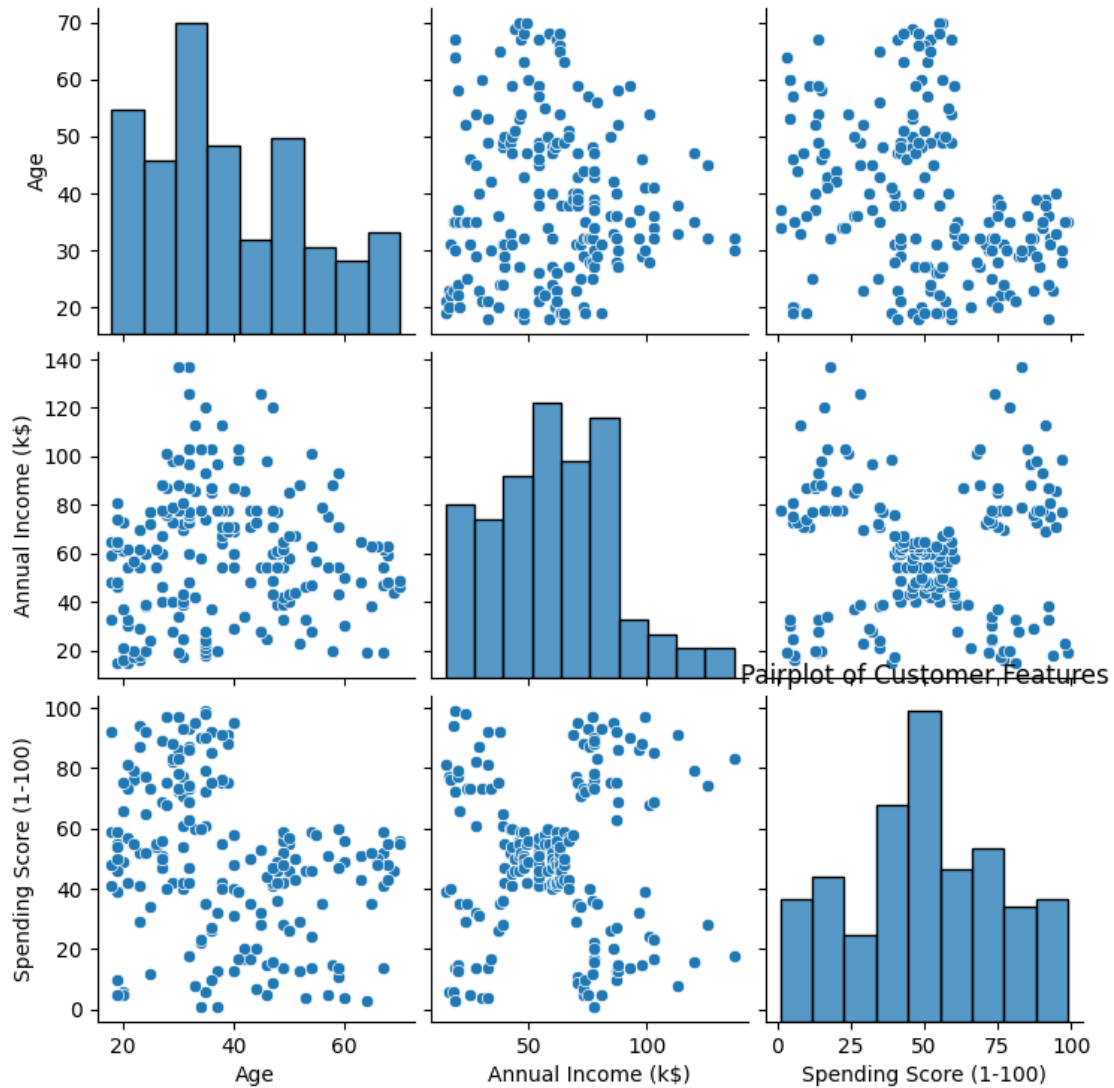 70
60
50
40
30
20
Age
140
120
100
80
60
40
20
Annual Income (k$)
Pairplot of Customer Features
100
80
60
40
20
0
Spending Score (1-100)
20 40 60
50 100
0 25 50 75 100
Age
Annual Income (k$)
Spending Score (1-100)